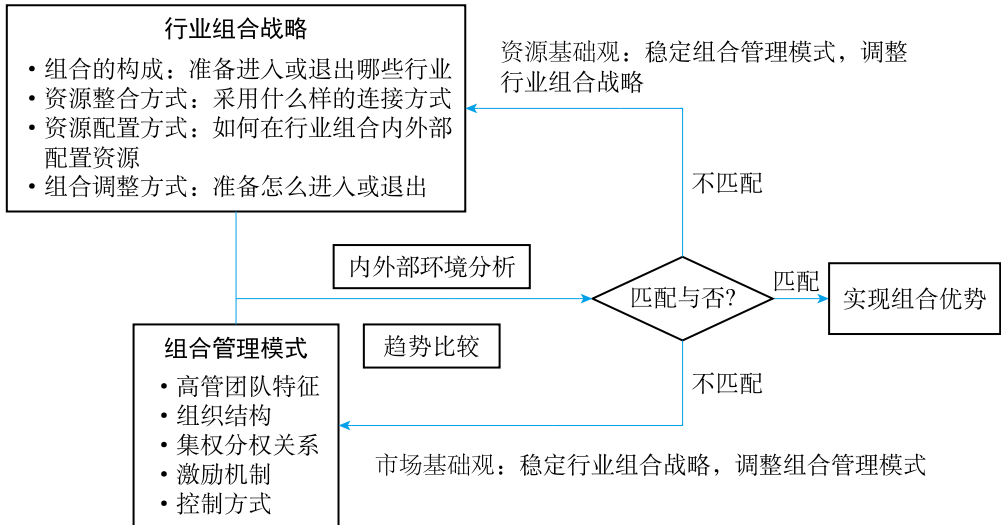 行业组合战略
·组合的构成：准备进入或退出哪些行业
·资源整合方式：采用什么样的连接方式
·资源配置方式：如何在行业组合内外部
配置资源
·组合调整方式：准备怎么进入或退出
资源基础观：稳定组合管理模式，调整
行业组合战略
不匹配
内外部环境分析
匹配与否?
匹配
实现组合优势
趋势比较
组合管理模式
·高管团队特征
·组织结构
·集权分权关系
·激励机制
·控制方式
不匹配
市场基础观：稳定行业组合战略，调整组合管理模式